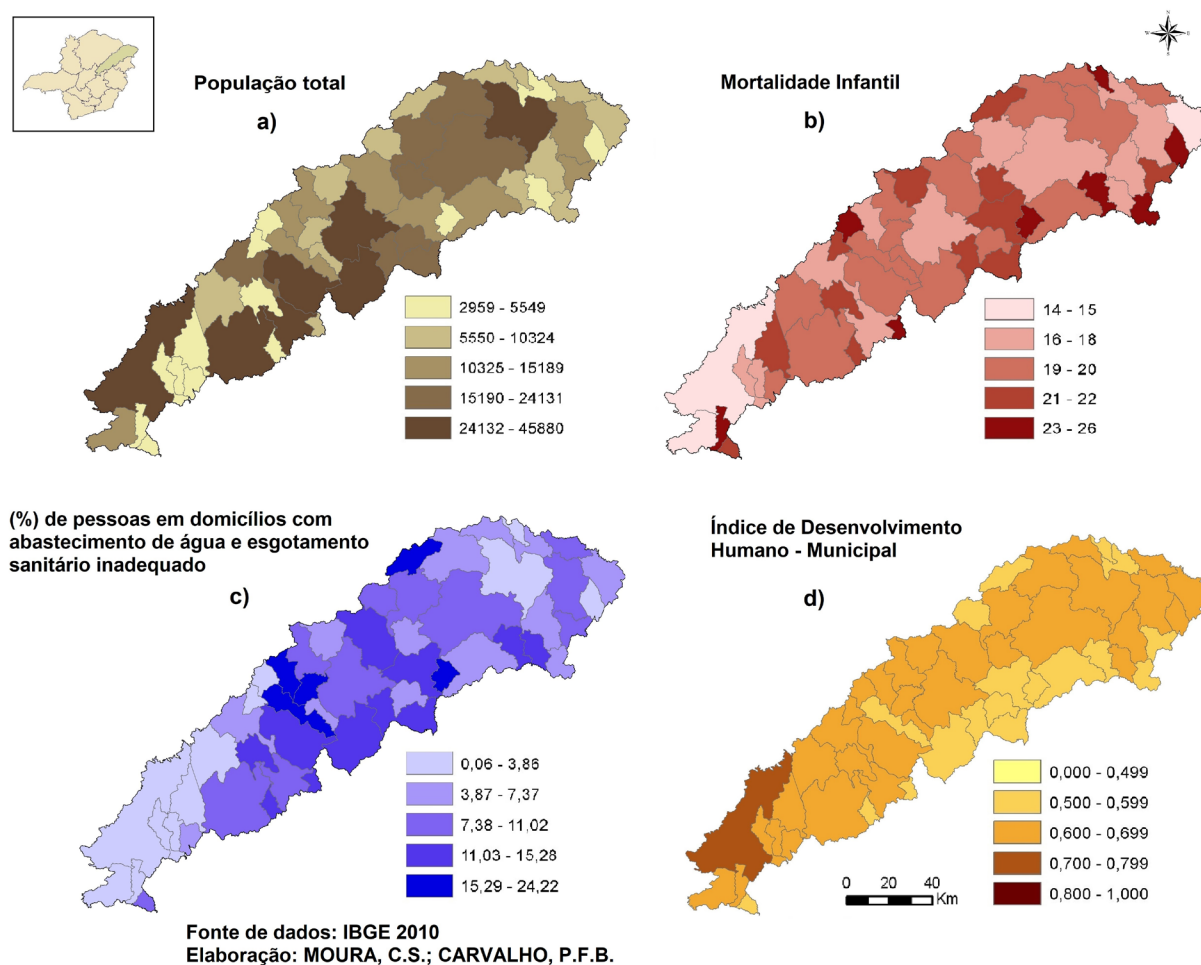 População total
a)
2959 - 5549
5550 - 10324
10325 - 15189
15190 - 24131
24132 - 45880
N
W
E
S
Mortalidade Infantil
b)
14 - 15
16 - 18
19 - 20
21 - 22
23 - 26
(%) de pessoas em domicílios com
abastecimento de água e esgotamento
sanitário inadequado
c)
0,06 - 3,86
3,87 - 7,37
7,38 - 11,02
11,03 - 15,28
15,29 - 24,22
Índice de Desenvolvimento
Humano - Municipal
d)
0,000 - 0,499
0,500 - 0,599
0,600 - 0,699
0,700 - 0,799
0,800 - 1,000
0 20 40
Km
Fonte de dados: IBGE 2010
Elaboração: MOURA, C.S.; CARVALHO, P.F.B.